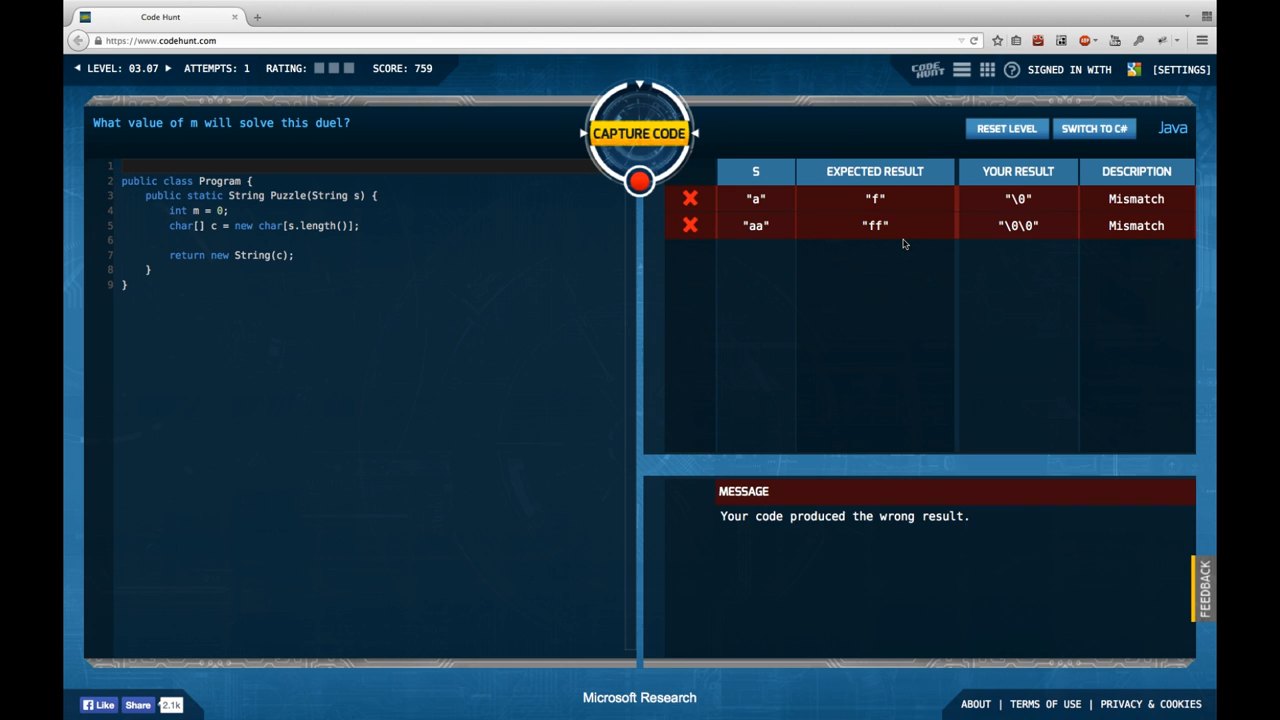 Code Hunt
https://www.codehunt.com
LEVEL: 03.07 ATTEMPTS: 1 RATING: SCORE: 759
CODE HUNT
SIGNED IN WITH [SETTINGS]
What value of m will solve this duel?
CAPTURE CODE
RESET LEVEL SWITCH TO C# Java
1
2 public class Program {
3 public static String Puzzle(String s) {
4 int m = 0;
5 char[] c = new char[s.length()];
6
7 return new String(c);
8 }
9 }
S EXPECTED RESULT YOUR RESULT DESCRIPTION
"a" "f" "\0" Mismatch
"aa" "ff" "\0\0" Mismatch
MESSAGE
Your code produced the wrong result.
FEEDBACK
Like Share 2.1k
Microsoft Research
ABOUT | TERMS OF USE | PRIVACY & COOKIES